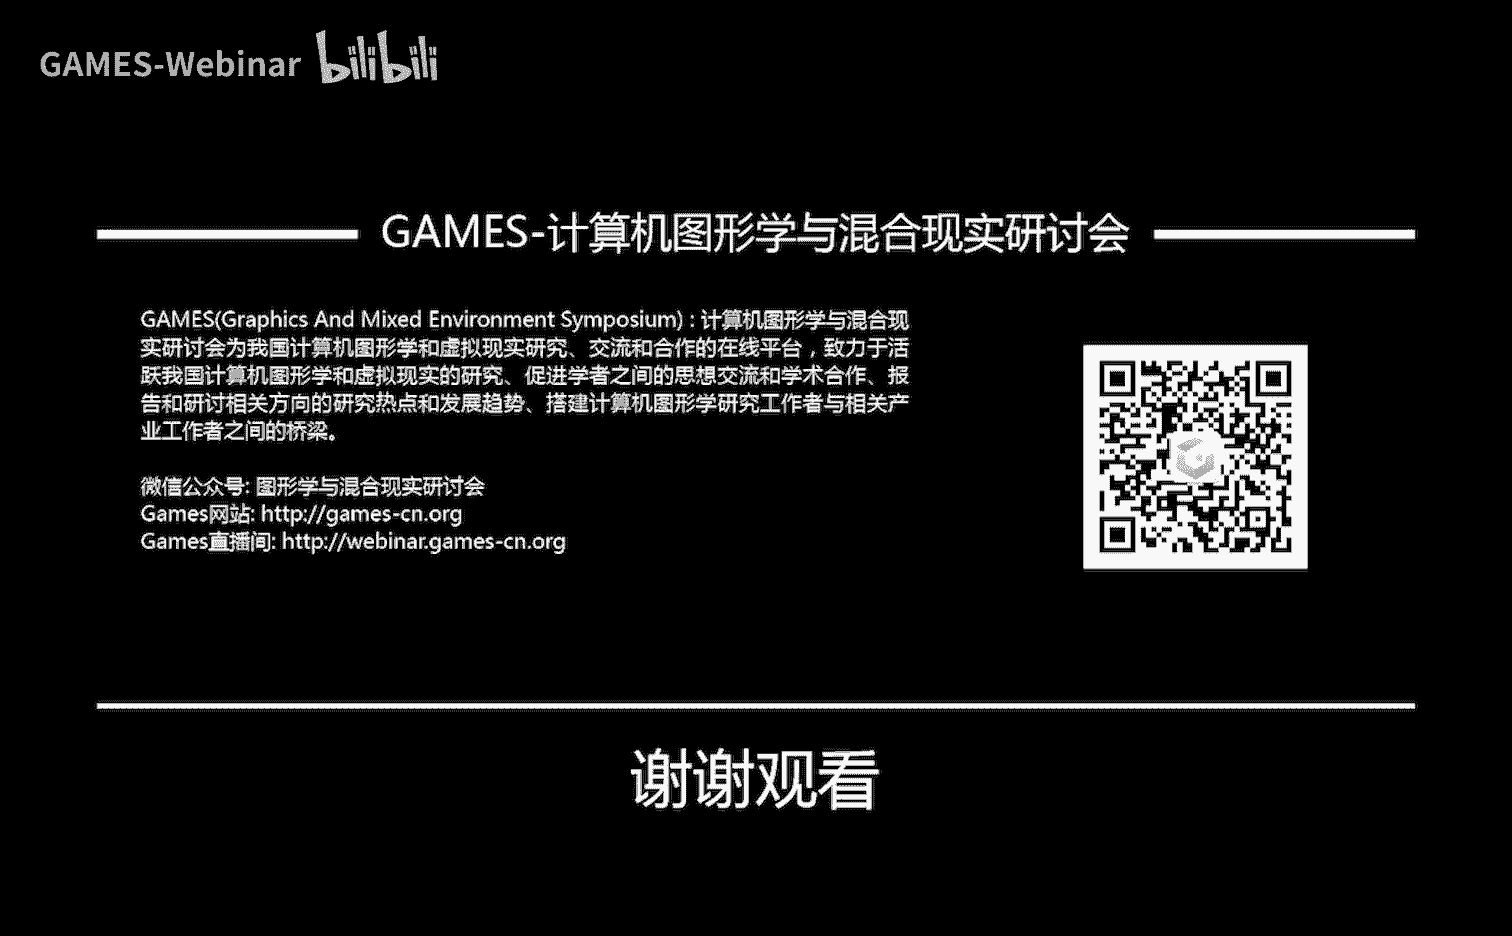 GAMES-Webinar bilibili
GAMES-计算机图形学与混合现实研讨会
GAMES(Graphics And Mixed Environment Symposium) : 计算机图形学与混合现
实研讨会为我国计算机图形学和虚拟现实研究、交流和合作的在线平台，致力于活
跃我国计算机图形学和虚拟现实的研究、促进学者之间的思想交流和学术合作、报
告和研讨相关方向的研究热点和发展趋势、搭建计算机图形学研究工作者与相关产
业工作者之间的桥梁。
微信公众号: 图形学与混合现实研讨会
Games网站: http://games-cn.org
Games直播间: http://webinar.games-cn.org
谢谢观看